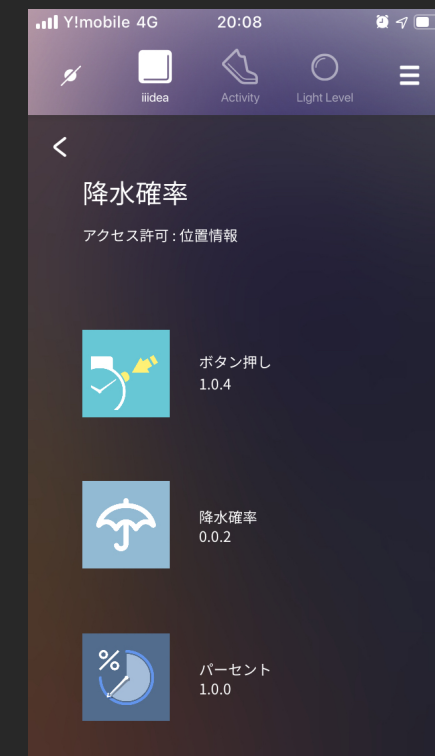 Y!mobile 4G 20:08
iiidea Activity Light Level
降水確率
アクセス許可 : 位置情報
ボタン押し
1.0.4
降水確率
0.0.2
%
パーセント
1.0.0